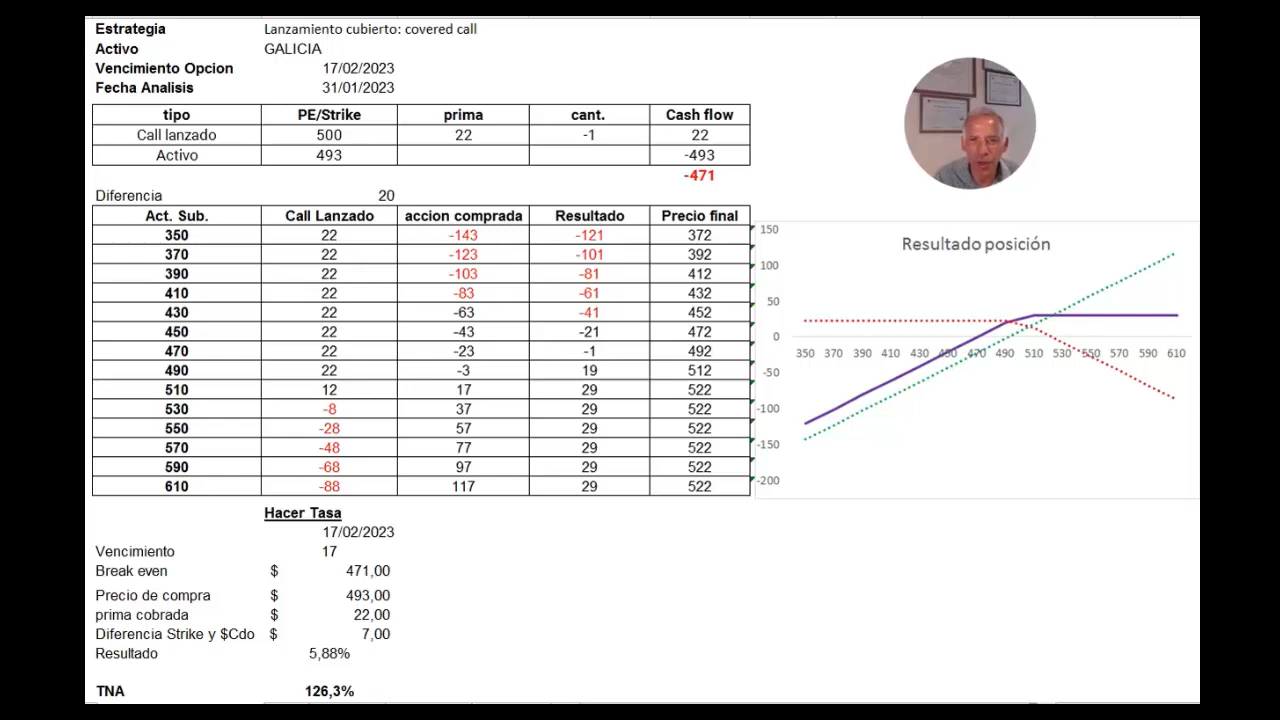 Estrategia Lanzamiento cubierto: covered call
Activo GALICIA
Vencimiento Opcion 17/02/2023
Fecha Analisis 31/01/2023
tipo PE/Strike prima cant. Cash flow
Call lanzado 500 22 -1 22
Activo 493 -493
-471
Diferencia 20
Act. Sub. Call Lanzado accion comprada Resultado Precio final
350 22 -143 -121 372
370 22 -123 -101 392
390 22 -103 -81 412
410 22 -83 -61 432
430 22 -63 -41 452
450 22 -43 -21 472
470 22 -23 -1 492
490 22 -3 19 512
510 12 17 29 522
530 -8 37 29 522
550 -28 57 29 522
570 -48 77 29 522
590 -68 97 29 522
610 -88 117 29 522
Hacer Tasa
17/02/2023
Vencimiento 17
Break even $ 471,00
Precio de compra $ 493,00
prima cobrada $ 22,00
Diferencia Strike y $Cdo $ 7,00
Resultado 5,88%
TNA 126,3%
Resultado posición
150
100
50
0
350 370 390 410 430 450 470 490 510 530 550 570 590 610
-50
-100
-150
-200